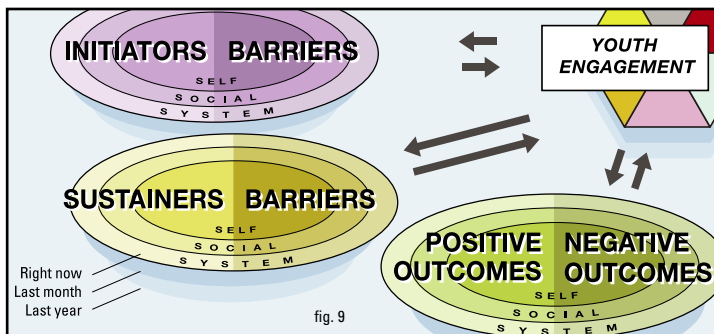 INITIATORS BARRIERS
SELF
SOCIAL
SYSTEM
YOUTH
ENGAGEMENT
SUSTAINERS BARRIERS
SELF
SOCIAL
SYSTEM
Right now
Last month
Last year
fig. 9
POSITIVE NEGATIVE
OUTCOMES OUTCOMES
SELF
SOCIAL
SYSTEM